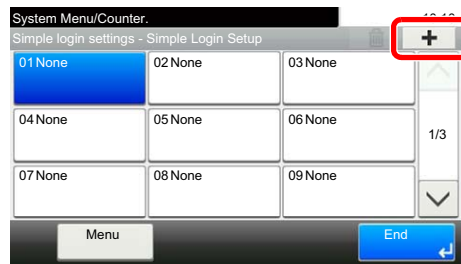 System Menu/Counter.
Simple login settings - Simple Login Setup
+
01 None
02 None
03 None
04 None
05 None
06 None
1/3
07 None
08 None
09 None
Menu
End